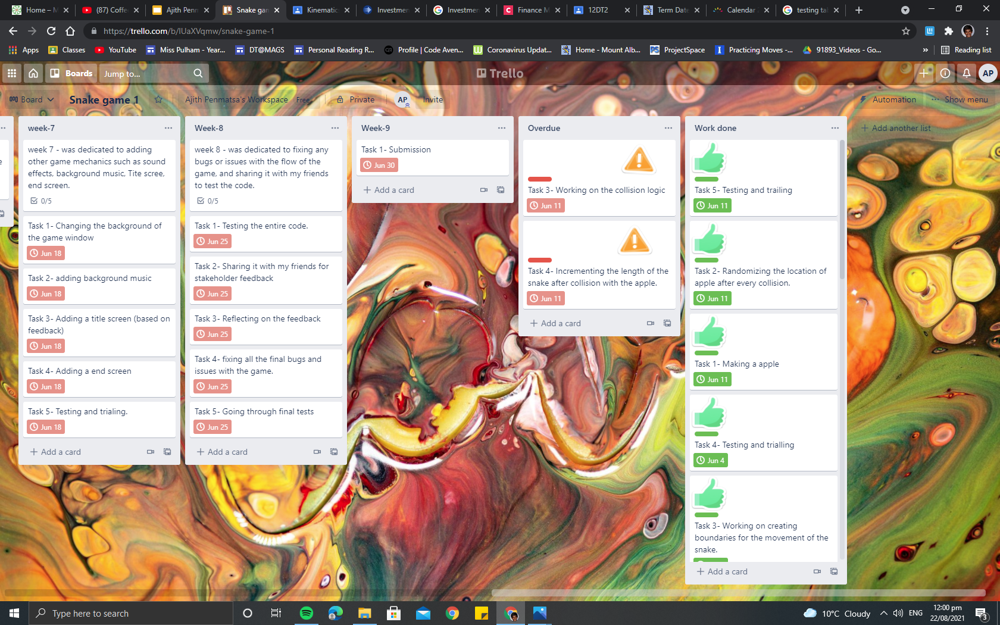 Home – M
(87) Coffe
Ajith Penm
Snake gam
Kinematic
Investmen
Investmen
Finance M
12DT2
Term Date
Calendar
testing tal
https://trello.com/b/lUaXVqmw/snake-game-1
Apps
Classes
YouTube
Miss Pulham - Year...
DT@MAGS
Personal Reading R...
Profile | Code Aven...
Coronavirus Updat...
Home - Mount Alb...
ProjectSpace
Practicing Moves -...
91893_Videos - Go...
»
Reading list
Boards
Jump to...
Trello
AP
Board
Snake game 1
Ajith Penmatsa's Workspace
Free
Private
AP
Invite
Automation
Show menu
week-7
week 7 - was dedicated to adding
other game mechanics such as sound
effects, background music, Tite scree,
end screen.
0/5
Task 1- Changing the background of
the game window
Jun 18
Task 2- adding background music
Jun 18
Task 3- Adding a title screen (based on
feedback)
Jun 18
Task 4- Adding a end screen
Jun 18
Task 5- Testing and trialing.
Jun 18
+ Add a card
Week-8
week 8 - was dedicated to fixing any
bugs or issues with the flow of the
game, and sharing it with my friends
to test the code.
0/5
Task 1- Testing the entire code.
Jun 25
Task 2- Sharing it with my friends for
stakeholder feedback
Jun 25
Task 3- Reflecting on the feedback
Jun 25
Task 4- fixing all the final bugs and
issues with the game.
Jun 25
Task 5- Going through final tests
Jun 25
+ Add a card
Week-9
Task 1- Submission
Jun 30
+ Add a card
Overdue
Task 3- Working on the collision logic
Jun 11
Task 4- Incrementing the length of the
snake after collision with the apple.
Jun 11
+ Add a card
Work done
Task 5- Testing and trailing
Jun 11
Task 2- Randomizing the location of
apple after every collision.
Jun 11
Task 1- Making a apple
Jun 11
Task 4- Testing and trialling
Jun 4
Task 3- Working on creating
boundaries for the movement of the
snake.
+ Add a card
+ Add another list
Type here to search
10°C Cloudy
ENG
12:00 pm
22/08/2021
3